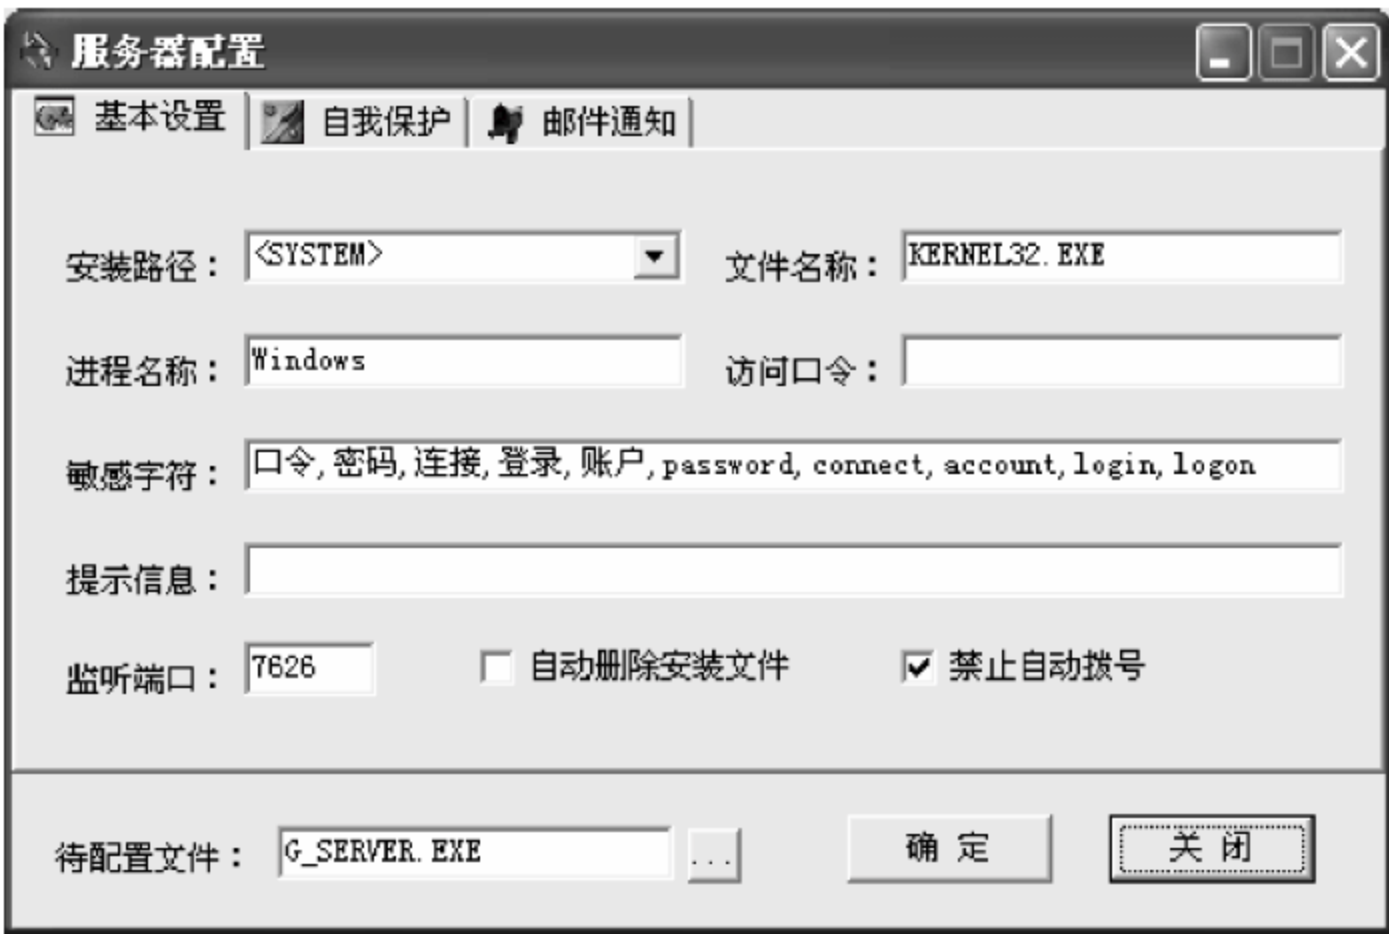 服务器配置
基本设置 自我保护 邮件通知
安装路径： <SYSTEM> 文件名称： KERNEL32.EXE
进程名称： Windows 访问口令：
敏感字符： 口令,密码,连接,登录,账户,password,connect,account,login,logon
提示信息：
监听端口： 7626 自动删除安装文件 禁止自动拨号
待配置文件： G_SERVER.EXE ... 确定 关闭